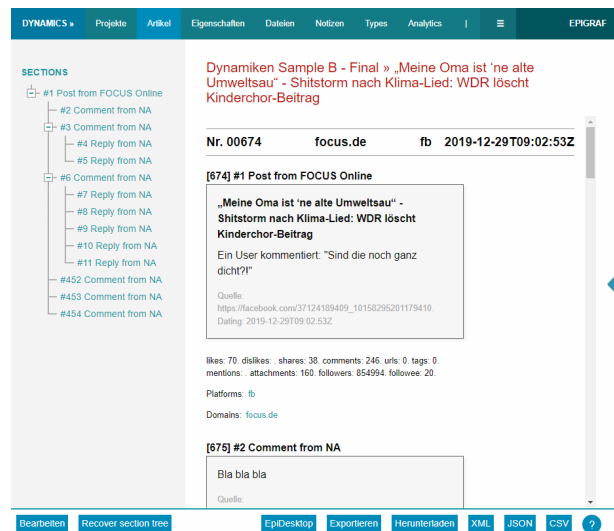 DYNAMICS » Projekte Artikel Eigenschaften Dateien Notizen Types Analytics | ≡ EPIGRAF
SECTIONS
#1 Post from FOCUS Online
#2 Comment from NA
#3 Comment from NA
#4 Reply from NA
#5 Reply from NA
#6 Comment from NA
#7 Reply from NA
#8 Reply from NA
#9 Reply from NA
#10 Reply from NA
#11 Reply from NA
#452 Comment from NA
#453 Comment from NA
#454 Comment from NA
Dynamiken Sample B - Final » „Meine Oma ist ‘ne alte
Umweltsau“ - Shitstorm nach Klima-Lied: WDR löscht
Kinderchor-Beitrag
Nr. 00674 focus.de fb 2019-12-29T09:02:53Z
[674] #1 Post from FOCUS Online
„Meine Oma ist ‘ne alte Umweltsau“ -
Shitstorm nach Klima-Lied: WDR löscht
Kinderchor-Beitrag
Ein User kommentiert: "Sind die noch ganz
dicht?!"
Quelle:
https://facebook.com/37124189409_10158295201179410.
Dating: 2019-12-29T09:02:53Z
likes: 70. dislikes: . shares: 38. comments: 246. urls: 0. tags: 0.
mentions: . attachments: 160. followers: 854994. followee: 20.
Platforms: fb
Domains: focus.de
[675] #2 Comment from NA
Bla bla bla
Quelle:
Bearbeiten Recover section tree EpiDesktop Exportieren Herunterladen XML JSON CSV ?